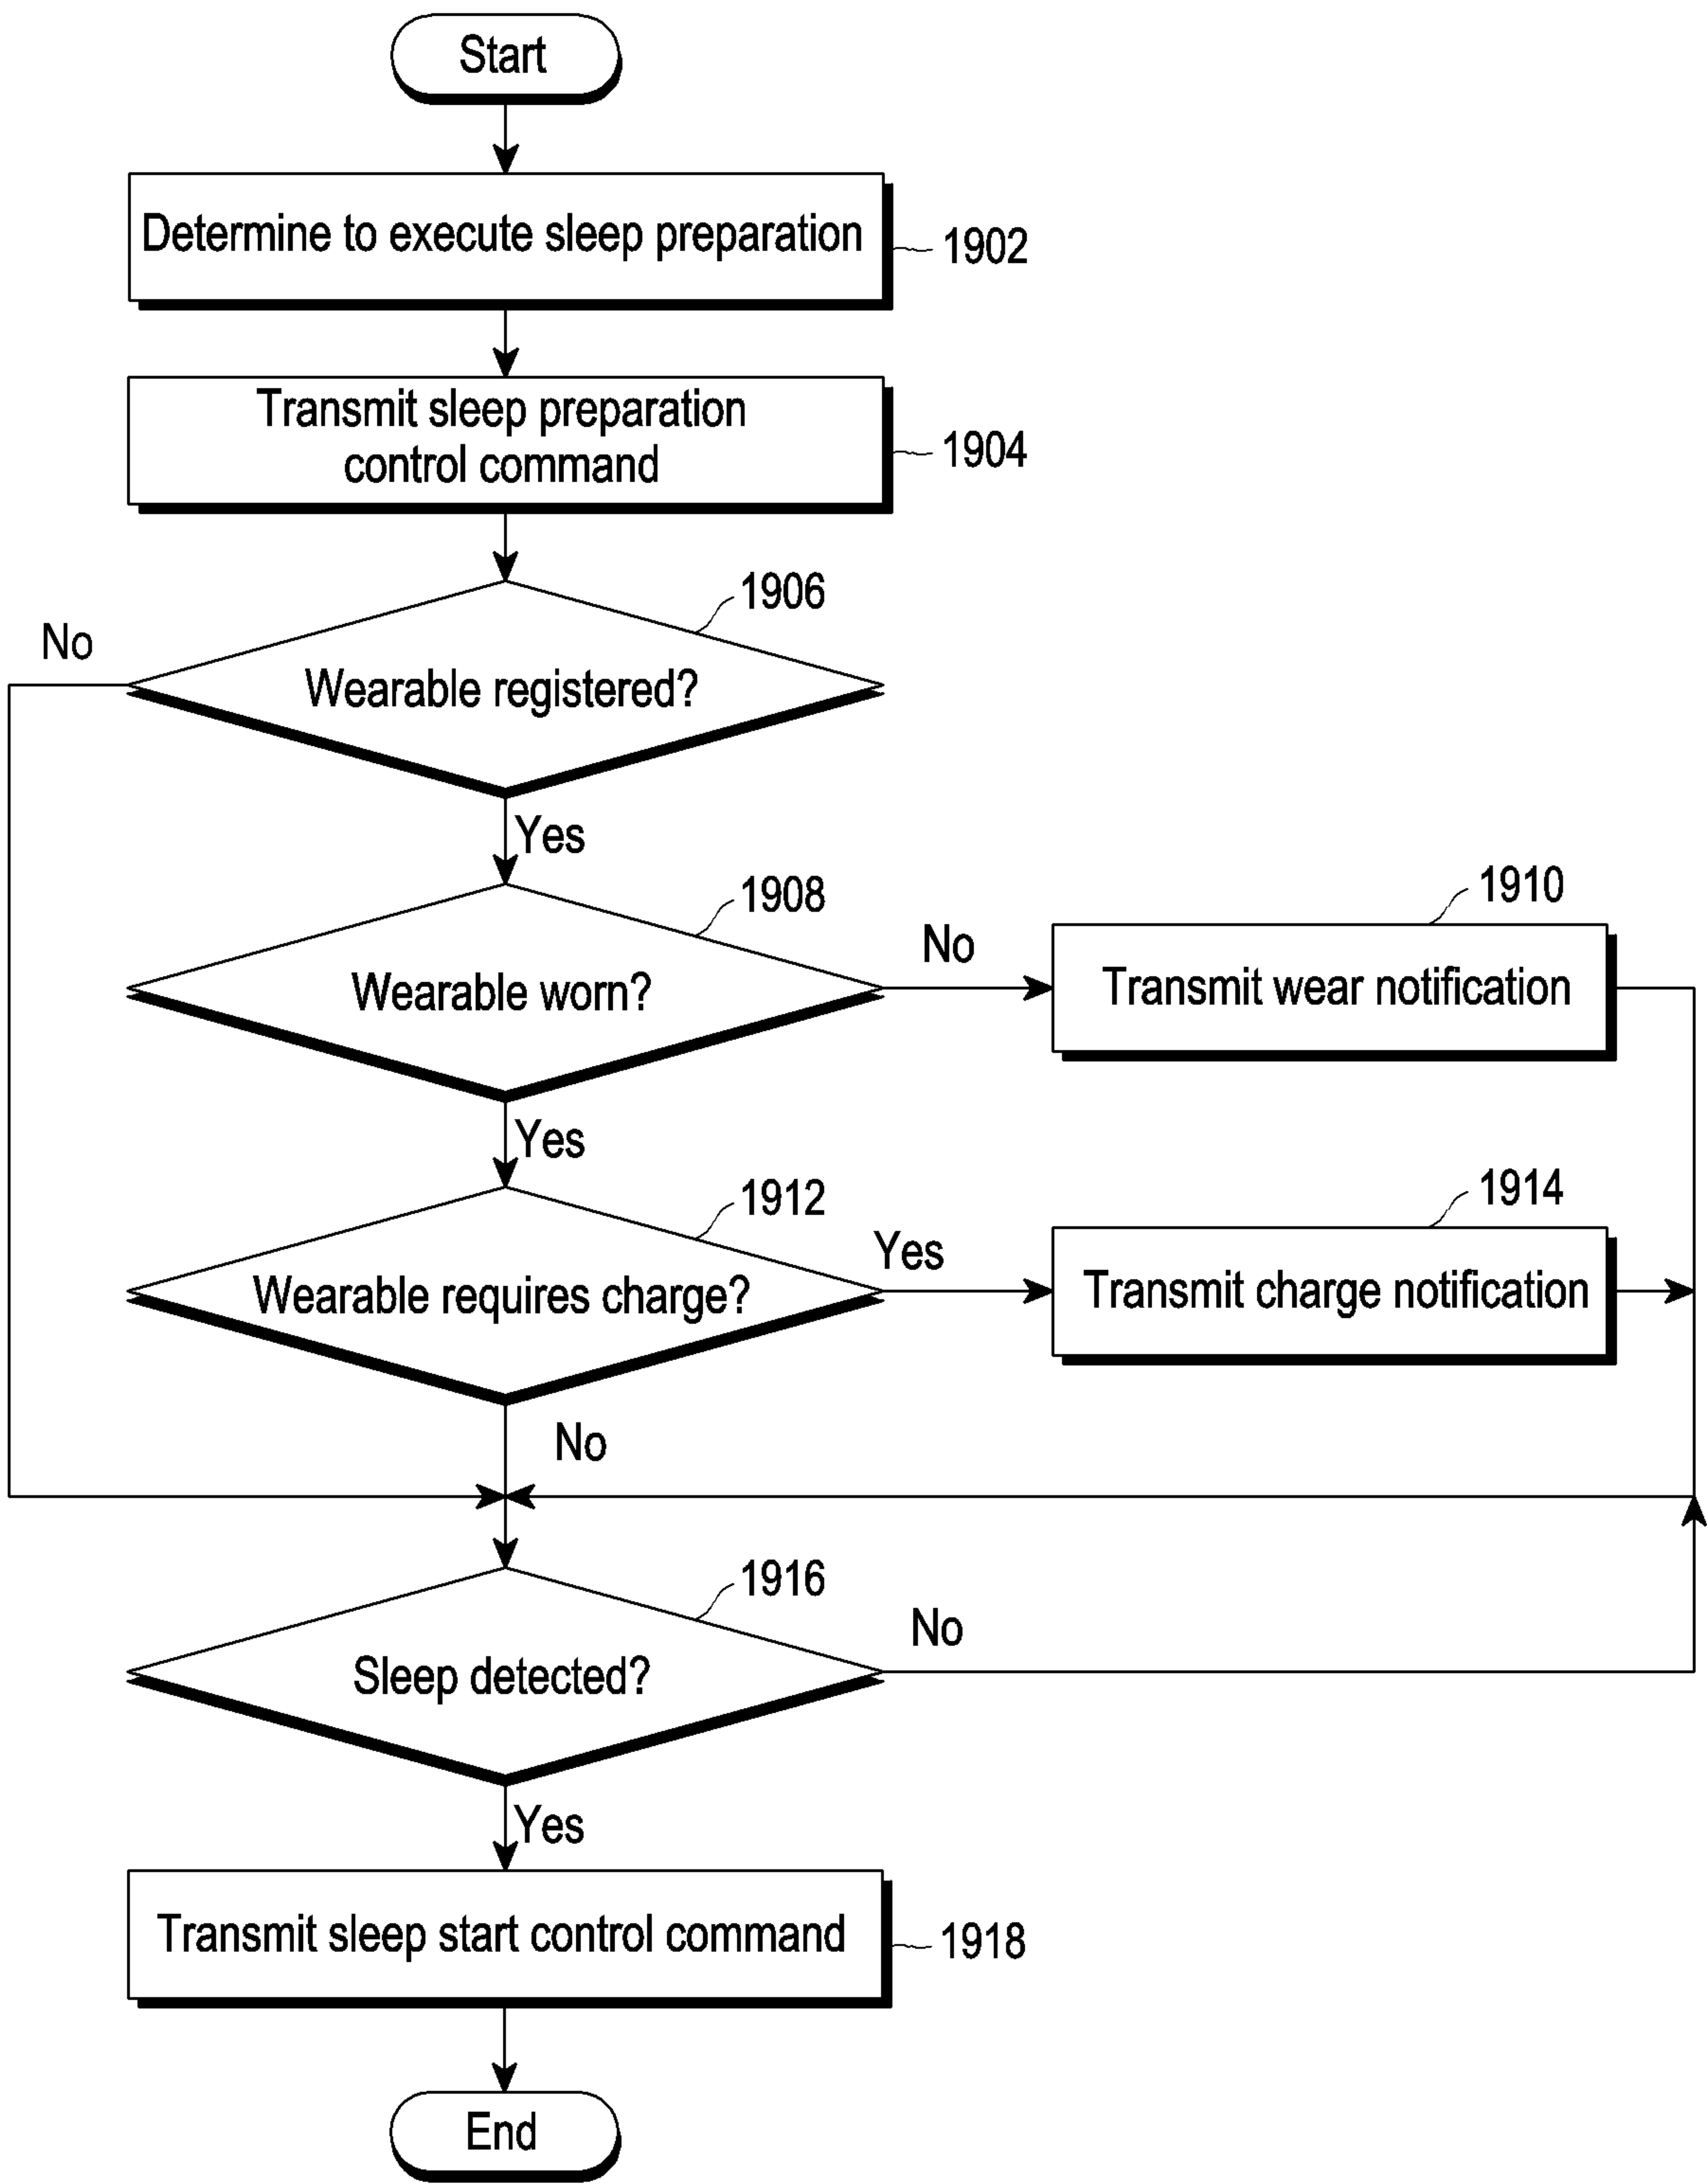 Start
Determine to execute sleep preparation
1902
Transmit sleep preparation
control command
1904
1906
No
Wearable registered?
Yes
1908
Wearable worn?
No
1910
Transmit wear notification
Yes
1912
Wearable requires charge?
Yes
1914
Transmit charge notification
No
1916
Sleep detected?
No
Yes
Transmit sleep start control command
1918
End